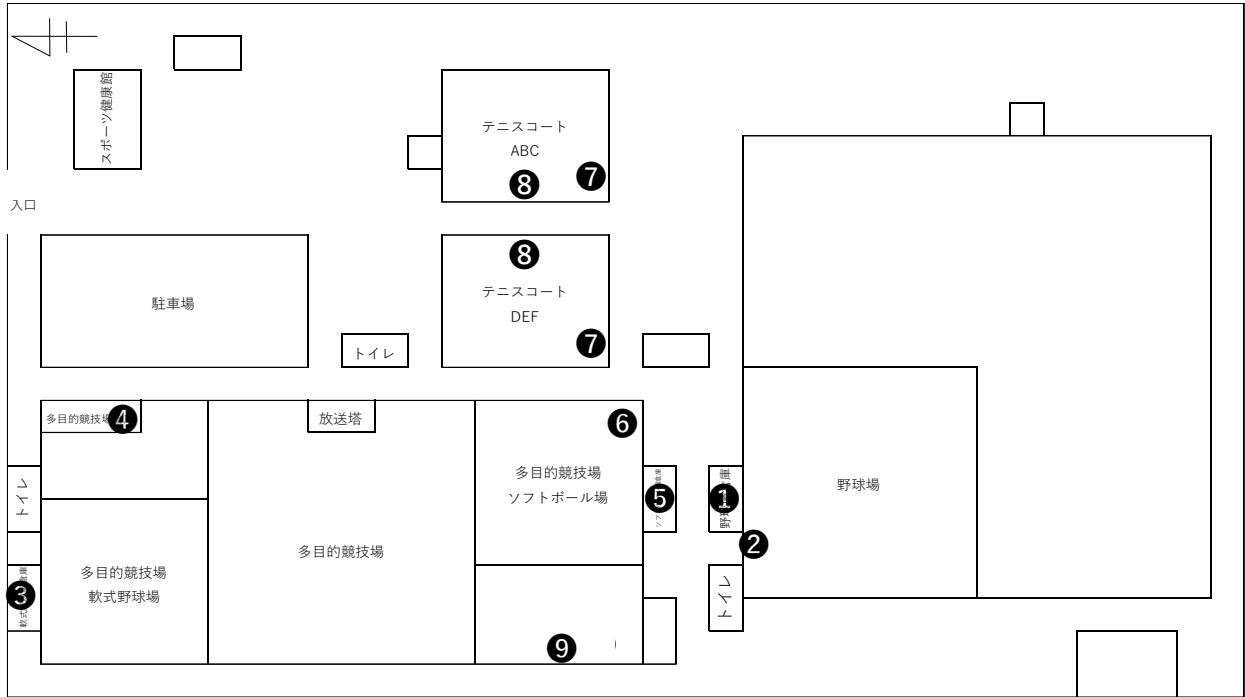 スポーツ健康館
テニスコート
ABC
❼
❽
入口
❽
テニスコート
DEF
❼
駐車場
トイレ
多目的競技場
❹
放送塔
❻
多目的競技場
ソフトボール場
トイレ
❺
❶
野球場
❷
多目的競技場
多目的競技場
軟式野球場
❸
トイレ
❾